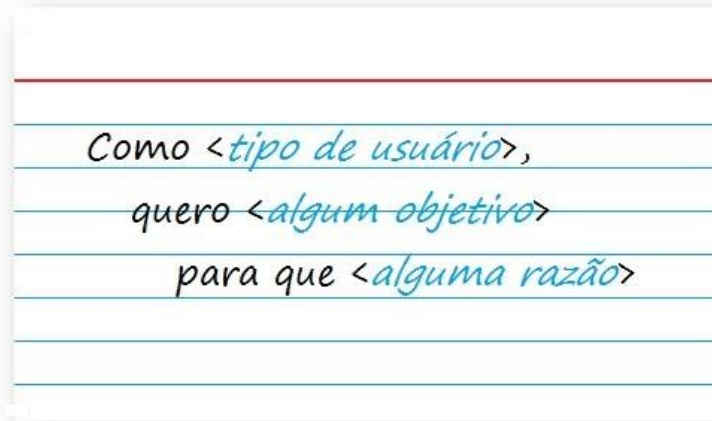 Como <tipo de usuário>,
quero <algum objetivo>
para que <alguma razão>